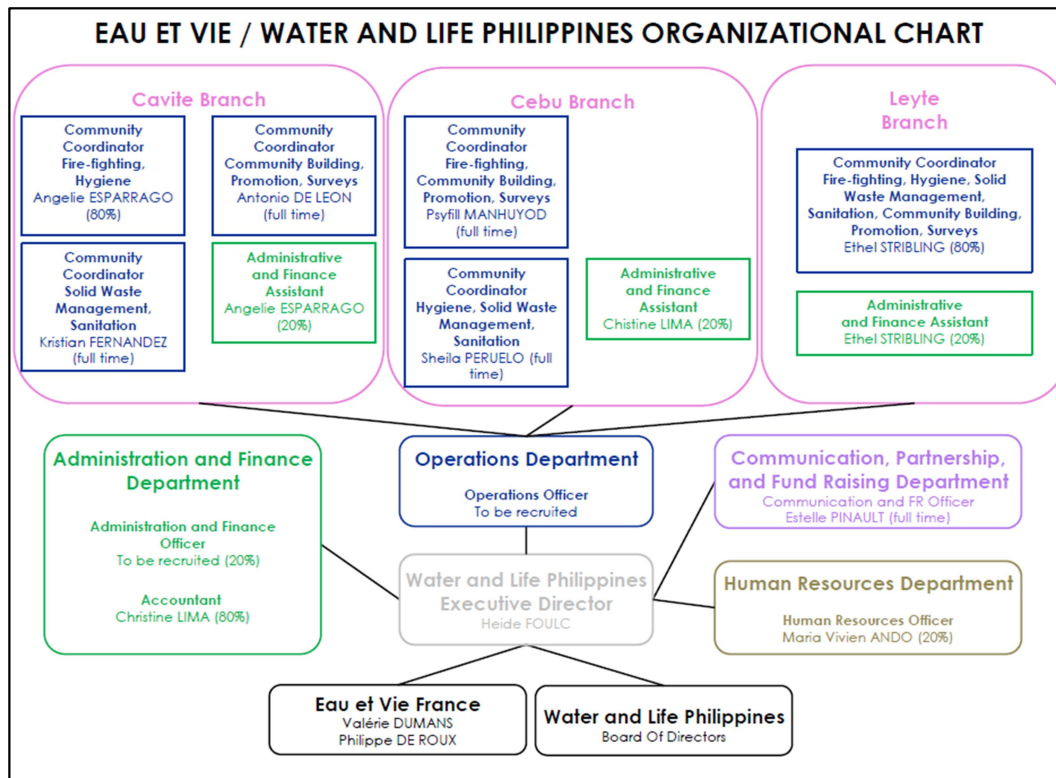 EAU ET VIE / WATER AND LIFE PHILIPPINES ORGANIZATIONAL CHART
Cavite Branch
Community
Coordinator
Fire-fighting,
Hygiene
Angelie ESPARRAGO
(80%)
Community
Coordinator
Community Building,
Promotion, Surveys
Antonio DE LEON
(full time)
Community
Coordinator
Solid Waste
Management,
Sanitation
Kristian FERNANDEZ
(full time)
Administrative
and Finance
Assistant
Angelie ESPARRAGO
(20%)
Cebu Branch
Community
Coordinator
Fire-fighting,
Community Building,
Promotion, Surveys
Psyfill MANHUYOD
(full time)
Community
Coordinator
Hygiene, Solid Waste
Management,
Sanitation
Sheila PERUELO (full
time)
Administrative
and Finance
Assistant
Chistine LIMA (20%)
Leyte
Branch
Community Coordinator
Fire-fighting, Hygiene, Solid
Waste Management,
Sanitation, Community Building,
Promotion, Surveys
Ethel STRIBLING (80%)
Administrative
and Finance Assistant
Ethel STRIBLING (20%)
Administration and Finance
Department
Administration and Finance
Officer
To be recruited (20%)
Accountant
Christine LIMA (80%)
Operations Department
Operations Officer
To be recruited
Communication, Partnership,
and Fund Raising Department
Communication and FR Officer
Estelle PINAULT (full time)
Water and Life Philippines
Executive Director
Heide FOULC
Human Resources Department
Human Resources Officer
Maria Vivien ANDO (20%)
Eau et Vie France
Valérie DUMANS
Philippe DE ROUX
Water and Life Philippines
Board Of Directors